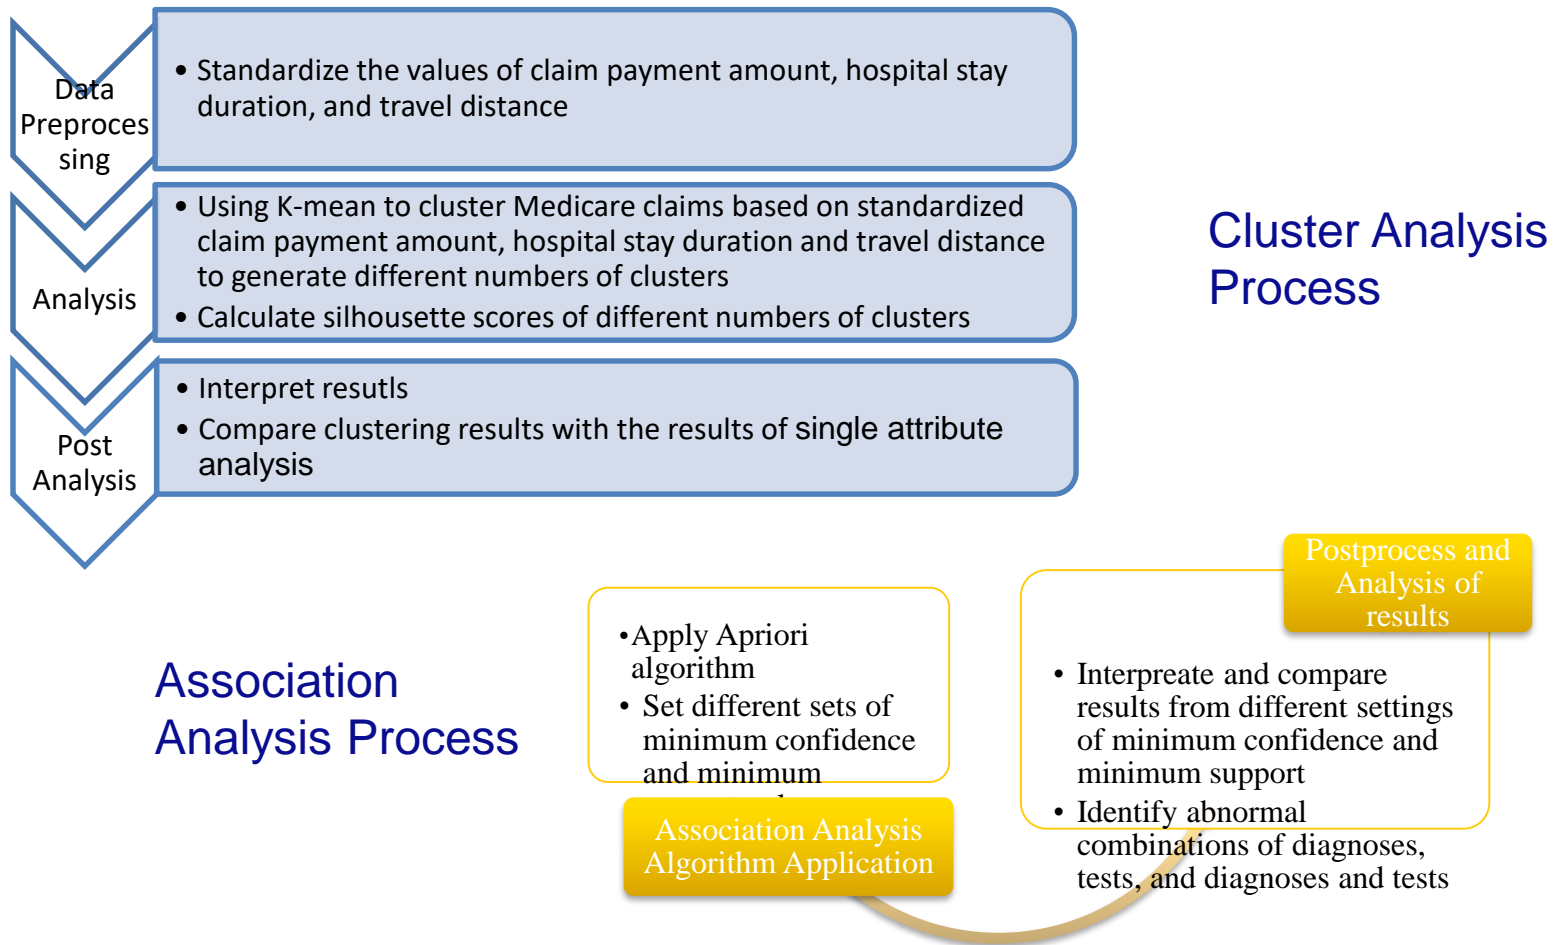 Data
Preproces
sing
• Standardize the values of claim payment amount, hospital stay
duration, and travel distance
Analysis
• Using K-mean to cluster Medicare claims based on standardized
claim payment amount, hospital stay duration and travel distance
to generate different numbers of clusters
• Calculate silhousette scores of different numbers of clusters
Post
Analysis
• Interpret resutls
• Compare clustering results with the results of single attribute
analysis
Cluster Analysis
Process
Association
Analysis Process
•Apply Apriori
algorithm
• Set different sets of
minimum confidence
and minimum
Association Analysis
Algorithm Application
Postprocess and
Analysis of
results
• Interpreate and compare
results from different settings
of minimum confidence and
minimum support
• Identify abnormal
combinations of diagnoses,
tests, and diagnoses and tests